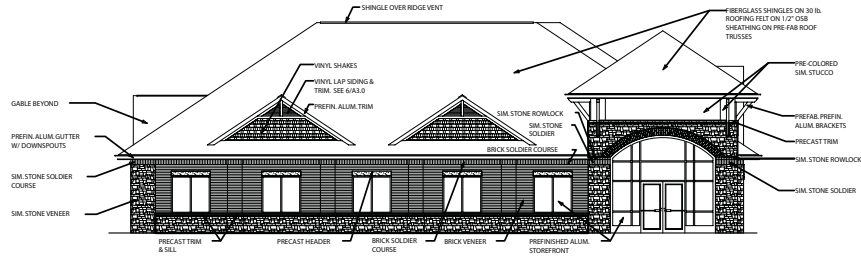 SHINGLE OVER RIDGE VENT
FIBERGLASS SHINGLES ON 30 lb.
ROOFING FELT ON 1/2" OSB
SHEATHING ON PRE-FAB ROOF
TRUSSES
VINYL SHAKES
VINYL LAP SIDING &
TRIM. SEE 6/A3.0
PREFIN. ALUM. TRIM
PRE-COLORED
SIM. STUCCO
GABLE BEYOND
SIM. STONE ROWLOCK
SIM. STONE
SOLDIER
BRICK SOLDIER COURSE
PREFAB. PREFIN.
ALUM. BRACKETS
PRECAST TRIM
PREFIN. ALUM. GUTTER
W/ DOWNSPOUTS
SIM. STONE ROWLOCK
SIM. STONE SOLDIER
COURSE
SIM. STONE SOLDIER
SIM. STONE VENEER
PRECAST TRIM
& SILL
PRECAST HEADER
BRICK SOLDIER
COURSE
BRICK VENEER
PREFINISHED ALUM.
STOREFRONT